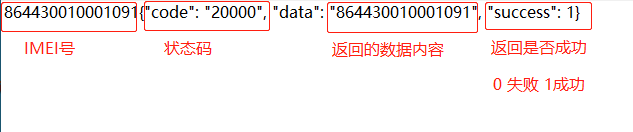 864430010001091{"code": "20000", "data": "864430010001091", "success": 1}
IMEI号 状态码 返回的数据内容 返回是否成功
0 失败 1成功